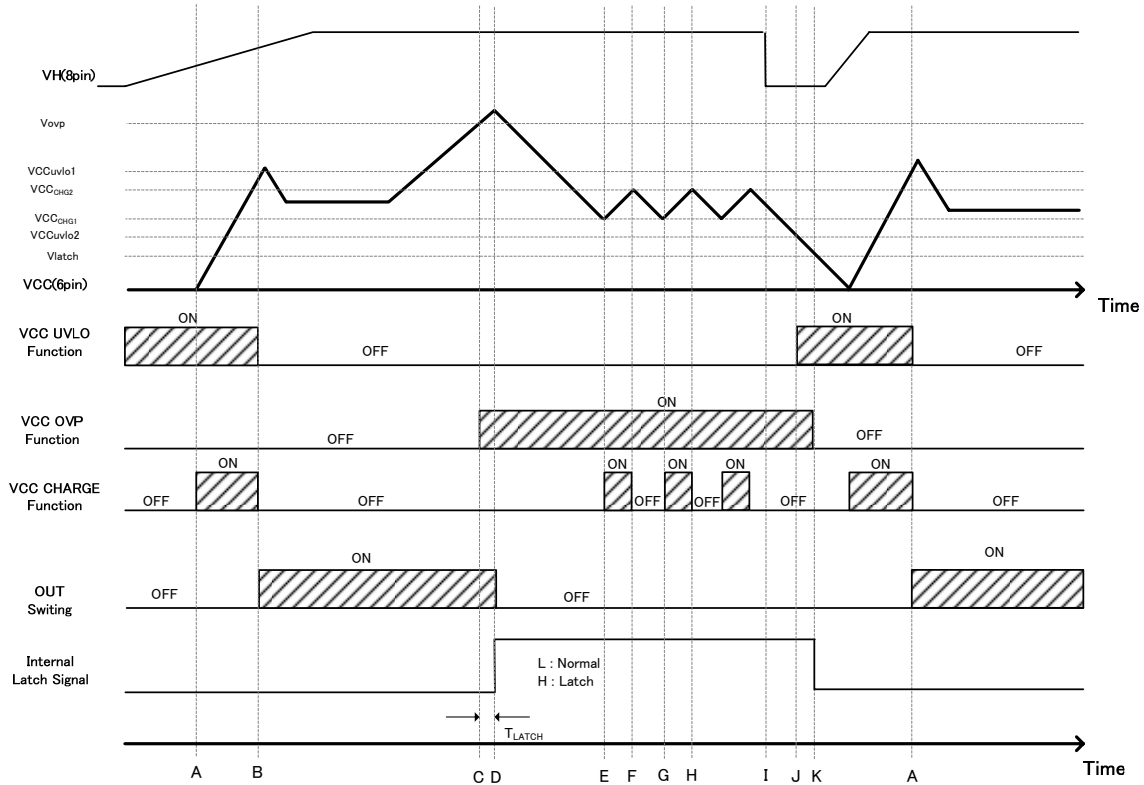 VH(8pin)
Vovp
VCCuvlo1
VCCCHG2
VCCCHG1
VCCuvlo2
Vlatch
VCC(6pin)
Time
VCC UVLO
Function
ON
OFF
ON
OFF
VCC OVP
Function
OFF
ON
OFF
VCC CHARGE
Function
OFF
ON
OFF
ON
OFF
ON
OFF
ON
OFF
ON
OFF
OUT
Switing
OFF
ON
OFF
ON
Internal
Latch Signal
L : Normal
H : Latch
TLATCH
Time
A B C D E F G H I J K A